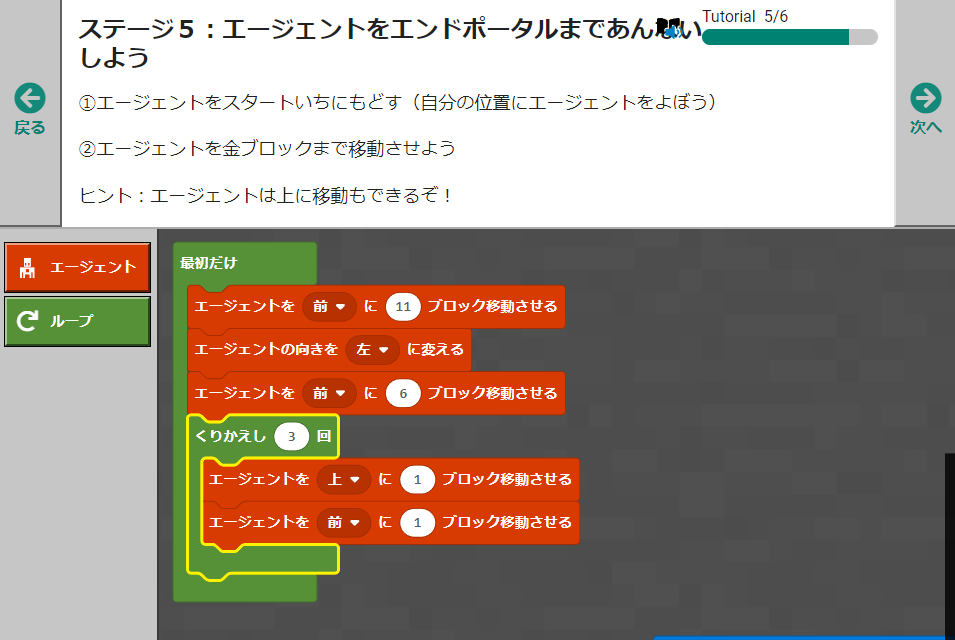 ステージ５：エージェントをエンドポータルまであんないしよう
Tutorial 5/6
①エージェントをスタートいちにもどす（自分の位置にエージェントをよぼう）
②エージェントを金ブロックまで移動させよう
ヒント：エージェントは上に移動もできるぞ！
戻る
次へ
エージェント
ループ
最初だけ
エージェントを 前 に 11 ブロック移動させる
エージェントの向きを 左 に変える
エージェントを 前 に 6 ブロック移動させる
くりかえし 3 回
エージェントを 上 に 1 ブロック移動させる
エージェントを 前 に 1 ブロック移動させる